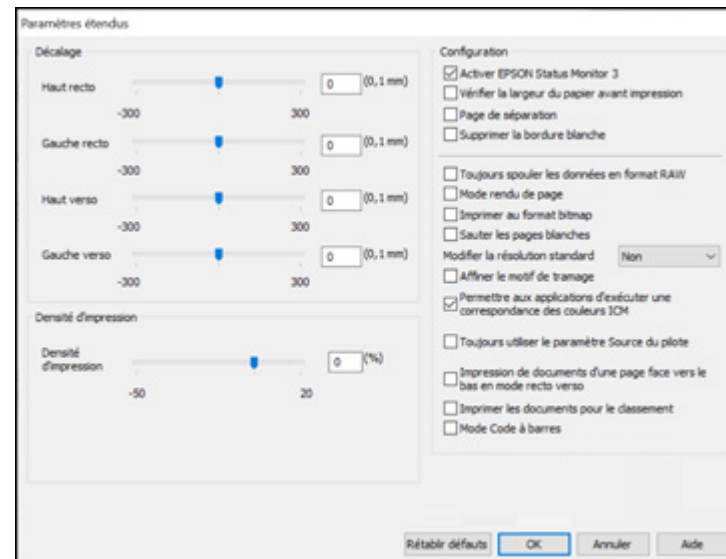 Paramètres étendus
Décalage
Haut recto
0 (0,1 mm)
-300 300
Gauche recto
0 (0,1 mm)
-300 300
Haut verso
0 (0,1 mm)
-300 300
Gauche verso
0 (0,1 mm)
-300 300
Densité d'impression
Densité
d'impression
0 (%)
-50 20
Configuration
Activer EPSON Status Monitor 3
Vérifier la largeur du papier avant impression
Page de séparation
Supprimer la bordure blanche
Toujours spouler les données en format RAW
Mode rendu de page
Imprimer au format bitmap
Sauter les pages blanches
Modifier la résolution standard Non
Affiner le motif de tramage
Permettre aux applications d'exécuter une
correspondance des couleurs ICM
Toujours utiliser le paramètre Source du pilote
Impression de documents d'une page face vers le
bas en mode recto verso
Imprimer les documents pour le classement
Mode Code à barres
Rétablir défauts OK Annuler Aide